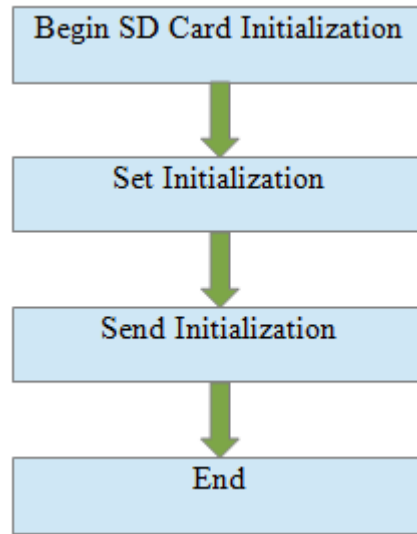 Begin SD Card Initialization
Set Initialization
Send Initialization
End